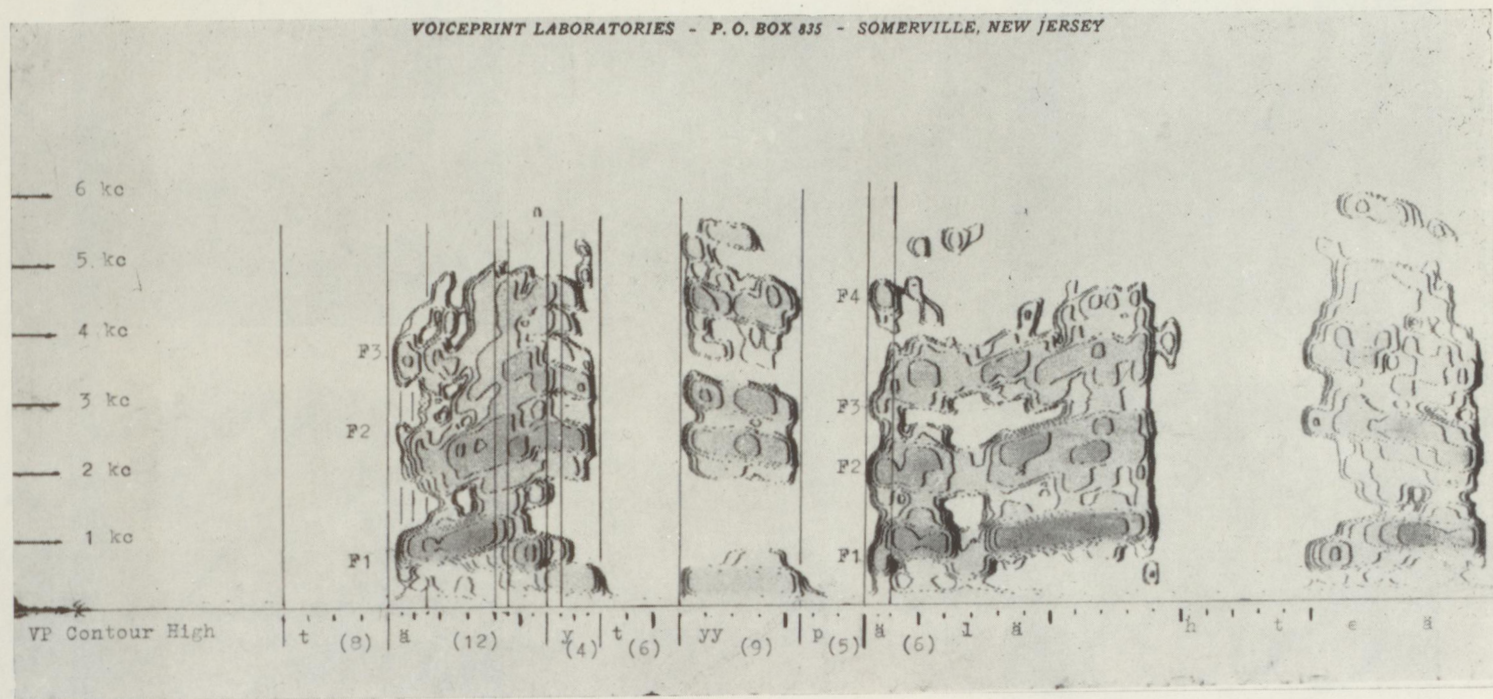 VOICEPRINT LABORATORIES - P. O. BOX 835 - SOMERVILLE, NEW JERSEY
6 kc
5 kc
4 kc
3 kc
2 kc
1 kc
F3
F2
F1
F4
F3
F2
F1
VP Contour High
t (8) ä (12) y (4) t (6) yy (9) p (5) ä (6) l ä h t e ä